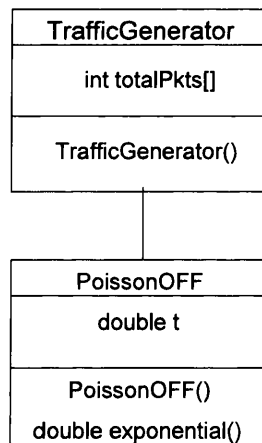 TrafficGenerator
int totalPkts[]
TrafficGenerator()
PoissonOFF
double t
PoissonOFF()
double exponential()